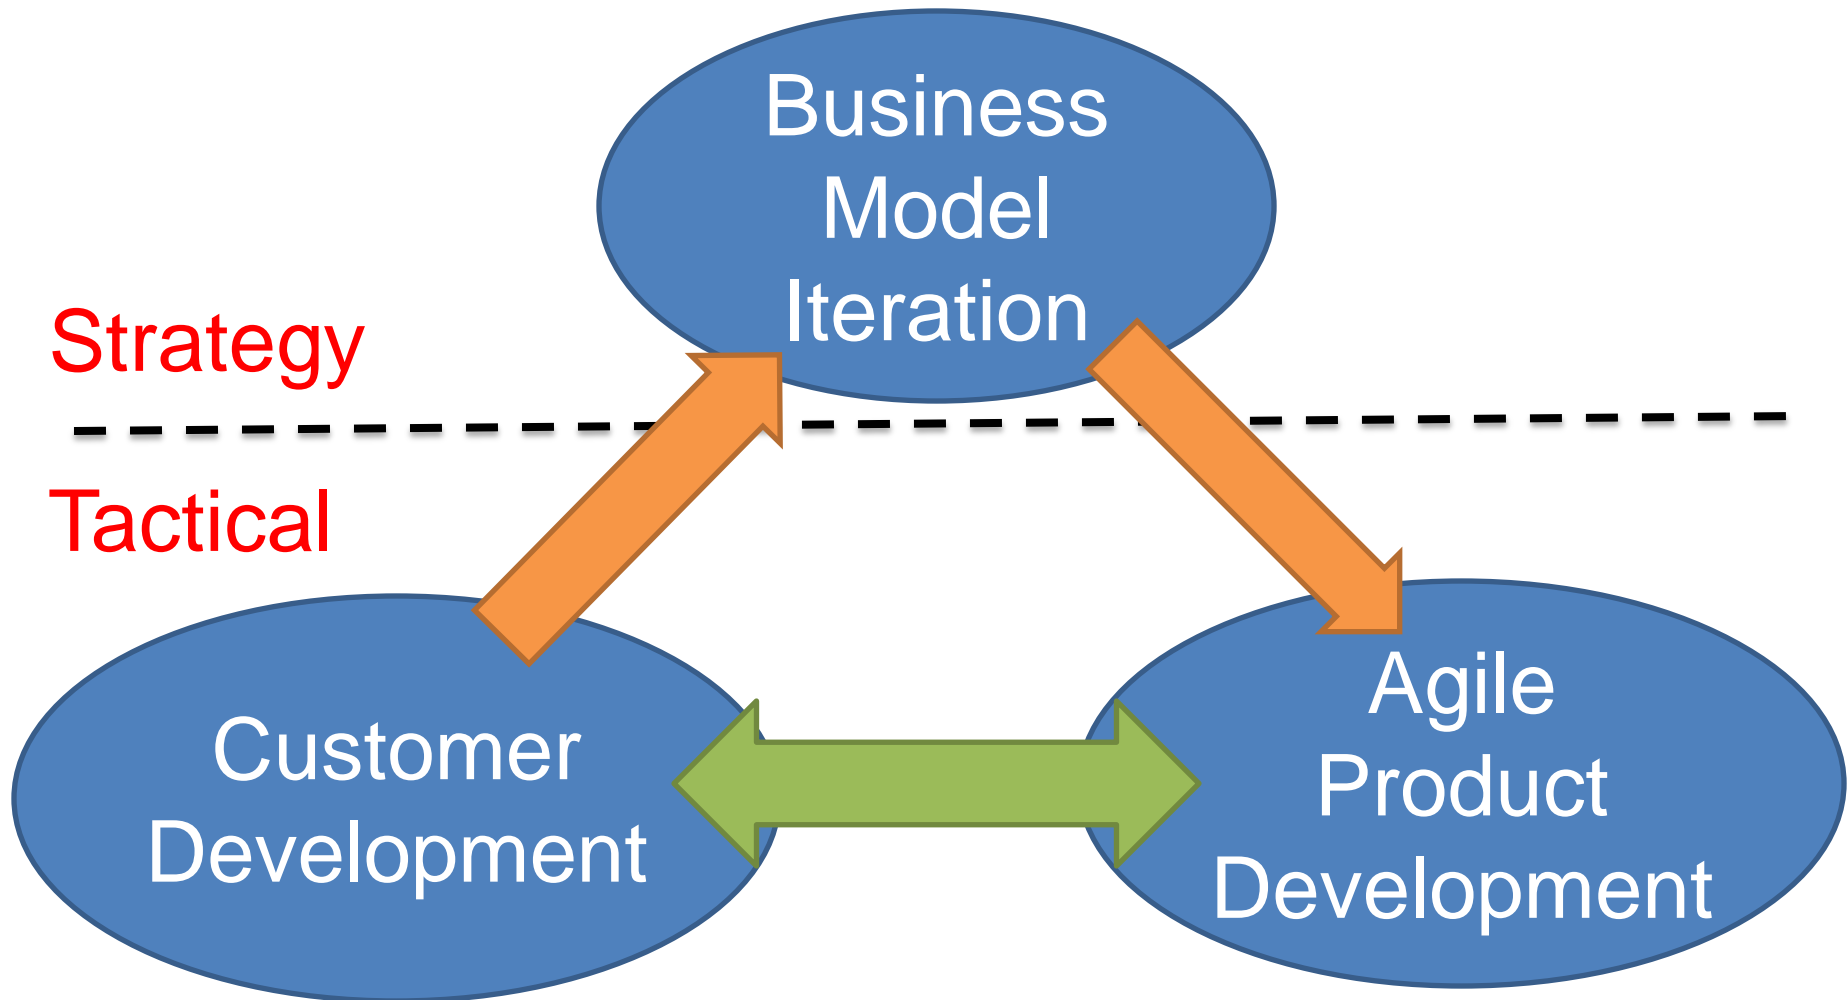 Business
Model
Iteration
Strategy
Tactical
Customer
Development
Agile
Product
Development